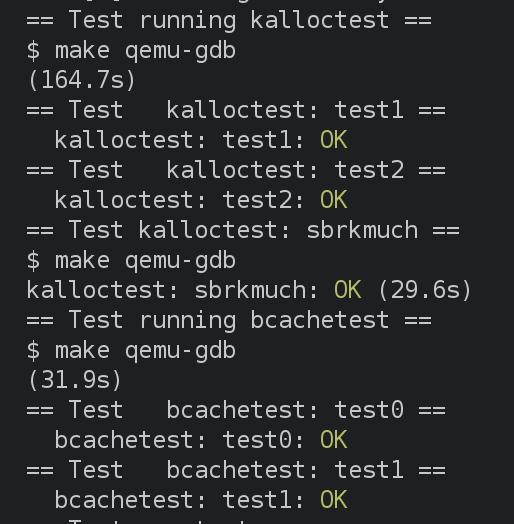 == Test running kalloctest ==
$ make qemu-gdb
(164.7s)
== Test   kalloctest: test1 ==
  kalloctest: test1: OK
== Test   kalloctest: test2 ==
  kalloctest: test2: OK
== Test kalloctest: sbrkmuch ==
$ make qemu-gdb
kalloctest: sbrkmuch: OK (29.6s)
== Test running bcachetest ==
$ make qemu-gdb
(31.9s)
== Test   bcachetest: test0 ==
  bcachetest: test0: OK
== Test   bcachetest: test1 ==
  bcachetest: test1: OK